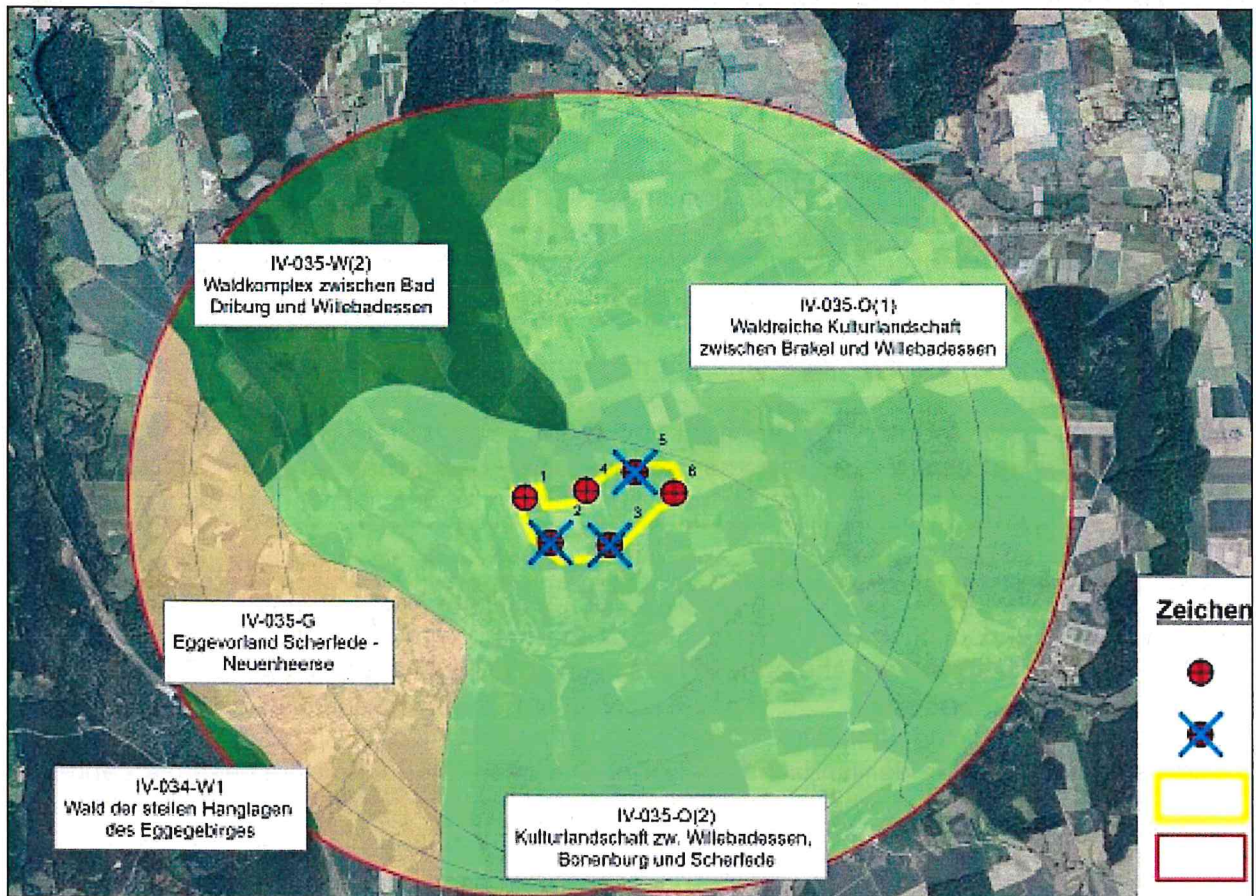 IV-035-W(2)
Waldkomplex zwischen Bad
Driburg und Willebadessen
IV-035-O(1)
Waldreiche Kulturlandschaft
zwischen Brakel und Willebadessen
5
1
4
6
2
3
IV-035-G
Eggevorland Scherfede -
Neuenheerse
Zeichen
IV-034-W1
Wald der steilen Hanglagen
des Eggegebirges
IV-035-O(2)
Kulturlandschaft zw. Willebadessen,
Bonenburg und Scherfede